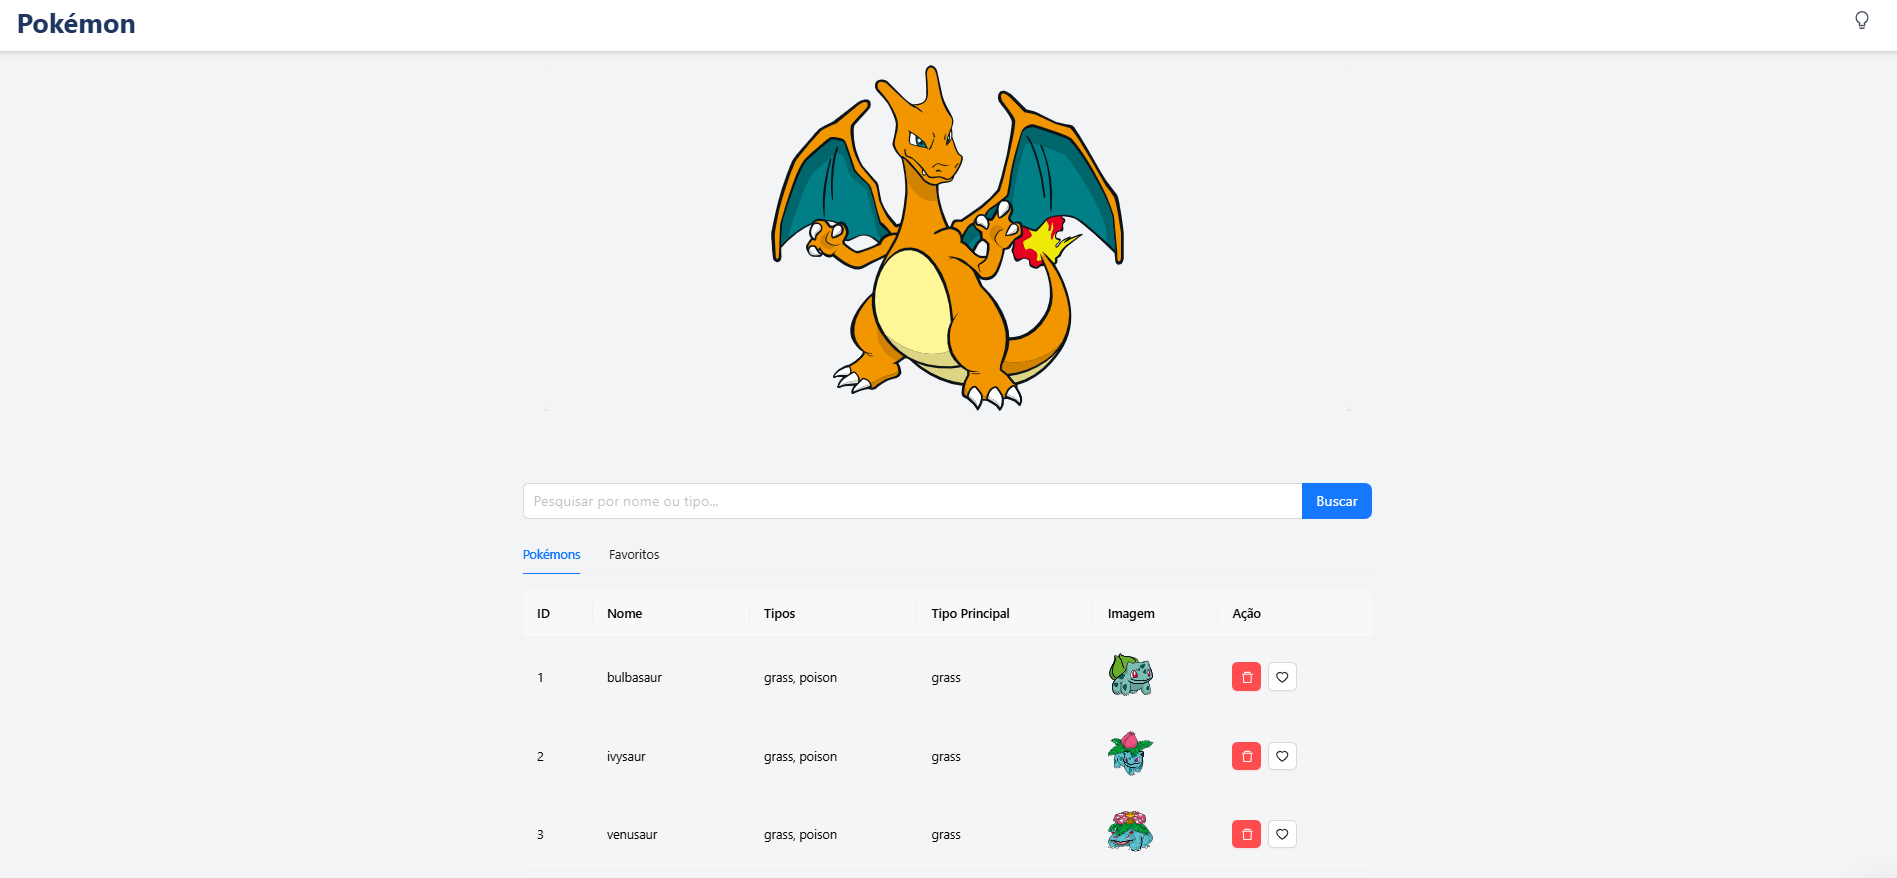 Pokémon
Pesquisar por nome ou tipo...
Buscar
Pokémons Favoritos
ID Nome Tipos Tipo Principal Imagem Ação
1 bulbasaur grass, poison grass
2 ivysaur grass, poison grass
3 venusaur grass, poison grass